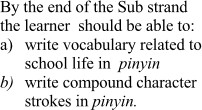 By the end of the Sub strand
the learner should be able to:
a) write vocabulary related to
school life in pinyin
b) write compound character
strokes in pinyin.